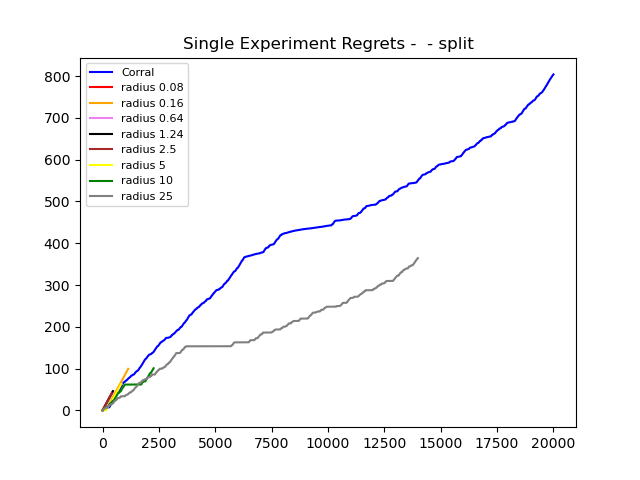 Single Experiment Regrets -  - split
800
700
600
500
400
300
200
100
0
Corral
radius 0.08
radius 0.16
radius 0.64
radius 1.24
radius 2.5
radius 5
radius 10
radius 25
0 2500 5000 7500 10000 12500 15000 17500 20000